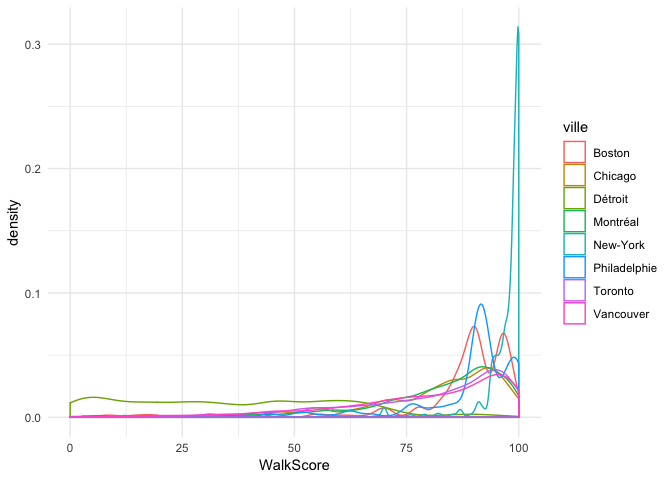 0.3
0.2
0.1
0.0
density
0 25 50 75 100
WalkScore
ville
Boston
Chicago
Détroit
Montréal
New-York
Philadelphie
Toronto
Vancouver